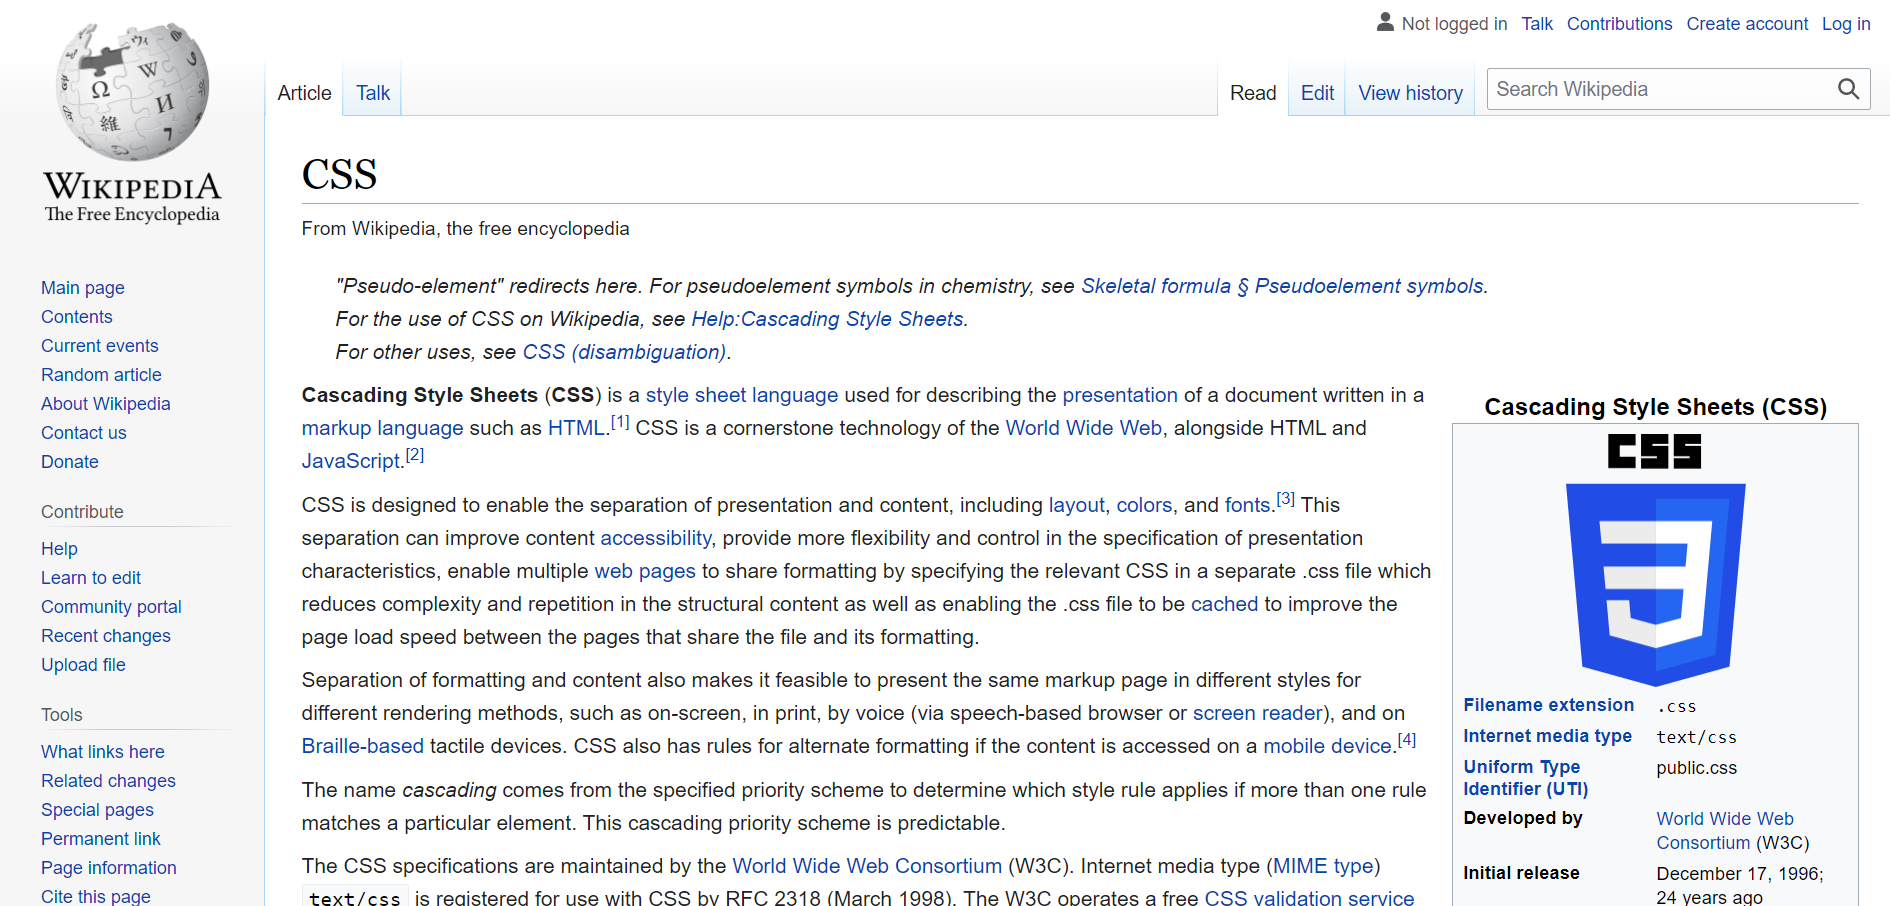 Not logged in Talk Contributions Create account Log in
Article Talk Read Edit View history Search Wikipedia
WIKIPEDIA
The Free Encyclopedia
Main page
Contents
Current events
Random article
About Wikipedia
Contact us
Donate
Contribute
Help
Learn to edit
Community portal
Recent changes
Upload file
Tools
What links here
Related changes
Special pages
Permanent link
Page information
Cite this page
CSS
From Wikipedia, the free encyclopedia
"Pseudo-element" redirects here. For pseudoelement symbols in chemistry, see Skeletal formula § Pseudoelement symbols.
For the use of CSS on Wikipedia, see Help:Cascading Style Sheets.
For other uses, see CSS (disambiguation).
Cascading Style Sheets (CSS) is a style sheet language used for describing the presentation of a document written in a
markup language such as HTML.[1] CSS is a cornerstone technology of the World Wide Web, alongside HTML and
JavaScript.[2]
CSS is designed to enable the separation of presentation and content, including layout, colors, and fonts.[3] This
separation can improve content accessibility, provide more flexibility and control in the specification of presentation
characteristics, enable multiple web pages to share formatting by specifying the relevant CSS in a separate .css file which
reduces complexity and repetition in the structural content as well as enabling the .css file to be cached to improve the
page load speed between the pages that share the file and its formatting.
Separation of formatting and content also makes it feasible to present the same markup page in different styles for
different rendering methods, such as on-screen, in print, by voice (via speech-based browser or screen reader), and on
Braille-based tactile devices. CSS also has rules for alternate formatting if the content is accessed on a mobile device.[4]
The name cascading comes from the specified priority scheme to determine which style rule applies if more than one rule
matches a particular element. This cascading priority scheme is predictable.
The CSS specifications are maintained by the World Wide Web Consortium (W3C). Internet media type (MIME type)
text/css is registered for use with CSS by RFC 2318 (March 1998). The W3C operates a free CSS validation service
Cascading Style Sheets (CSS)
CSS
3
Filename extension .css
Internet media type text/css
Uniform Type public.css
Identifier (UTI)
Developed by World Wide Web
Consortium (W3C)
Initial release December 17, 1996;
24 years ago